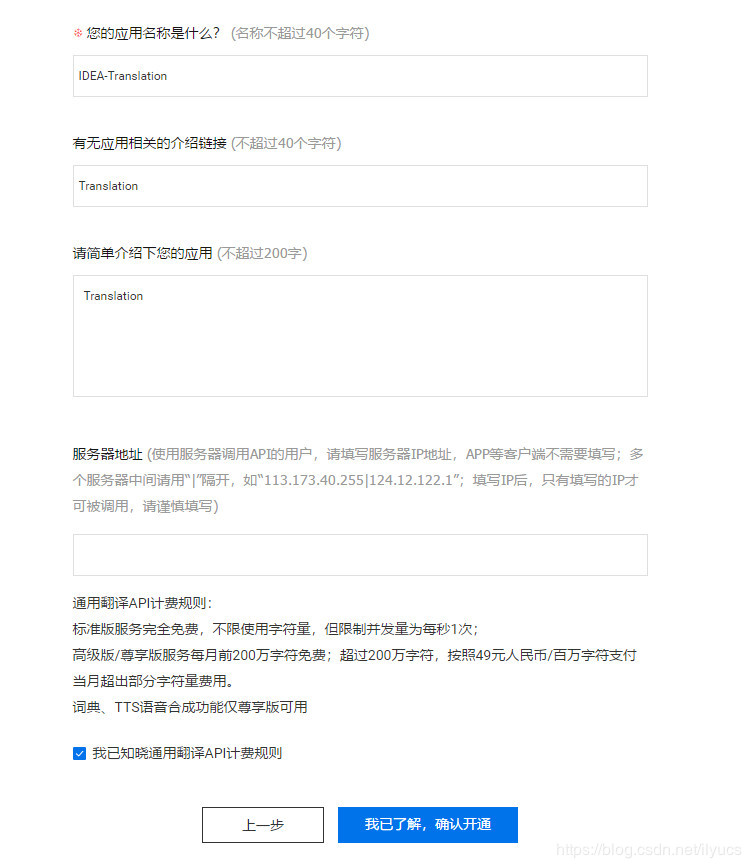 ※ 您的应用名称是什么？ (名称不超过40个字符)
IDEA-Translation
有无应用相关的介绍链接 (不超过40个字符)
Translation
请简单介绍下您的应用 (不超过200字)
Translation
服务器地址 (使用服务器调用API的用户，请填写服务器IP地址，APP等客户端不需要填写；多
个服务器中间请用“|”隔开，如“113.173.40.255|124.12.122.1”；填写IP后，只有填写的IP才
可被调用，请谨慎填写)
通用翻译API计费规则：
标准版服务完全免费，不限使用字符量，但限制并发量为每秒1次；
高级版/尊享版服务每月前200万字符免费；超过200万字符，按照49元人民币/百万字符支付
当月超出部分字符量费用。
词典、TTS语音合成功能仅尊享版可用
我已知晓通用翻译API计费规则
上一步
我已了解，确认开通
https://blog.csdn.net/ilyucs